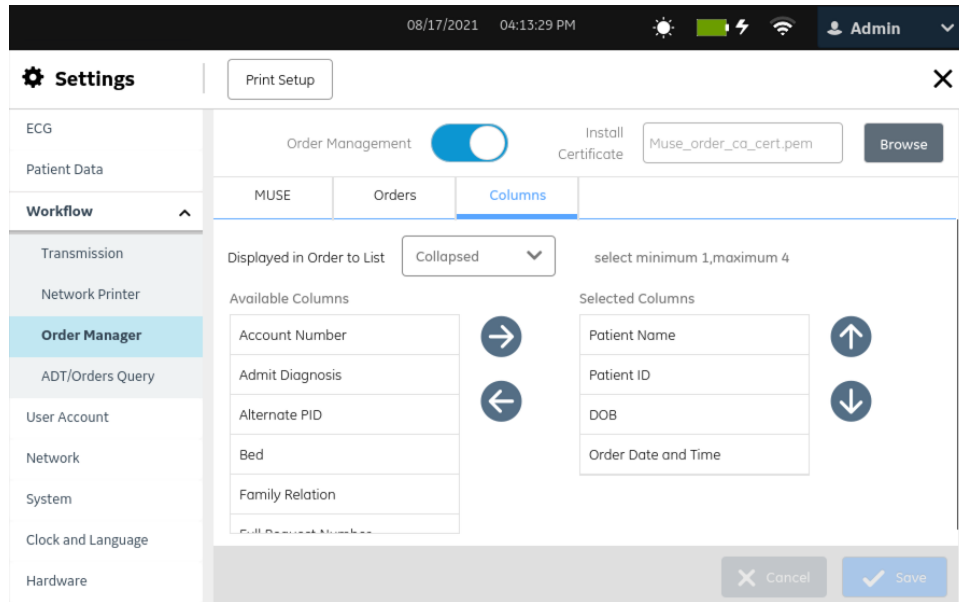 08/17/2021 04:13:29 PM Admin
Settings
Print Setup
ECG
Patient Data
Workflow
Transmission
Network Printer
Order Manager
ADT/Orders Query
User Account
Network
System
Clock and Language
Hardware
Order Management
Install
Certificate
Muse_order_ca_cert.pem
Browse
MUSE Orders Columns
Displayed in Order to List Collapsed select minimum 1,maximum 4
Available Columns
Account Number
Admit Diagnosis
Alternate PID
Bed
Family Relation
Full Request Number
Selected Columns
Patient Name
Patient ID
DOB
Order Date and Time
Cancel Save